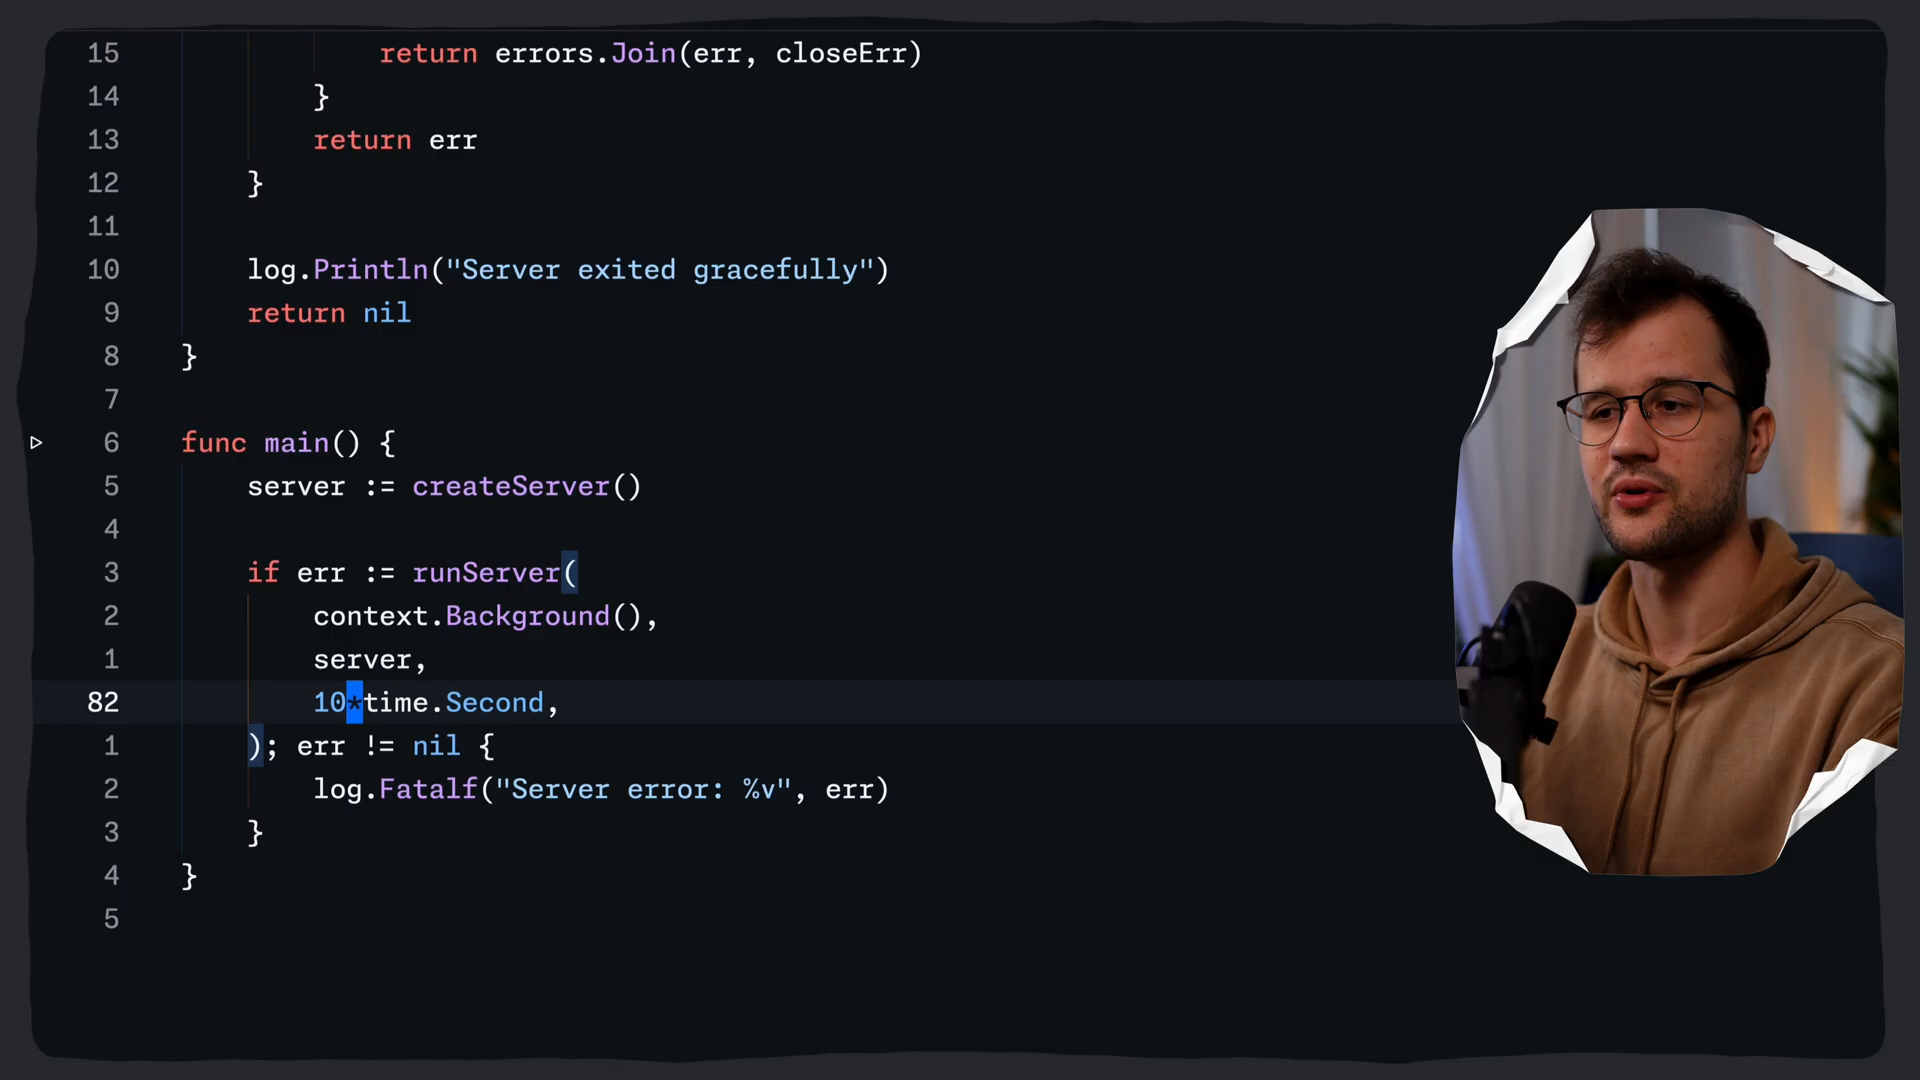 15 return errors.Join(err, closeErr)
14 }
13 return err
12 }
11
10 log.Println("Server exited gracefully")
9 return nil
8 }
7
6 func main() {
5 server := createServer()
4
3 if err := runServer(
2 context.Background(),
1 server,
82 10*time.Second,
1 ); err != nil {
2 log.Fatalf("Server error: %v", err)
3 }
4 }
5